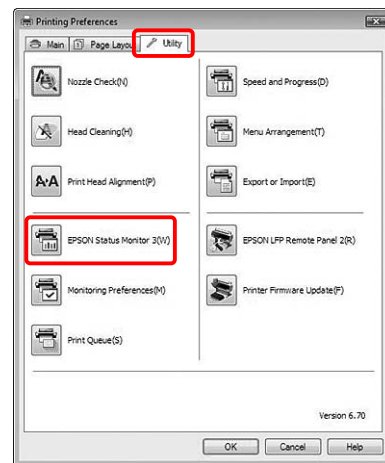 Printing Preferences
Main Page Layou Utility
Nozzle Check(N)
Speed and Progress(D)
Head Cleaning(H)
Menu Arrangement(T)
Print Head Alignment(P)
Export or Import(E)
EPSON Status Monitor 3(W)
EPSON LFP Remote Panel 2(R)
Monitoring Preferences(M)
Printer Firmware Update(F)
Print Queue(S)
Version 6.70
OK Cancel Help